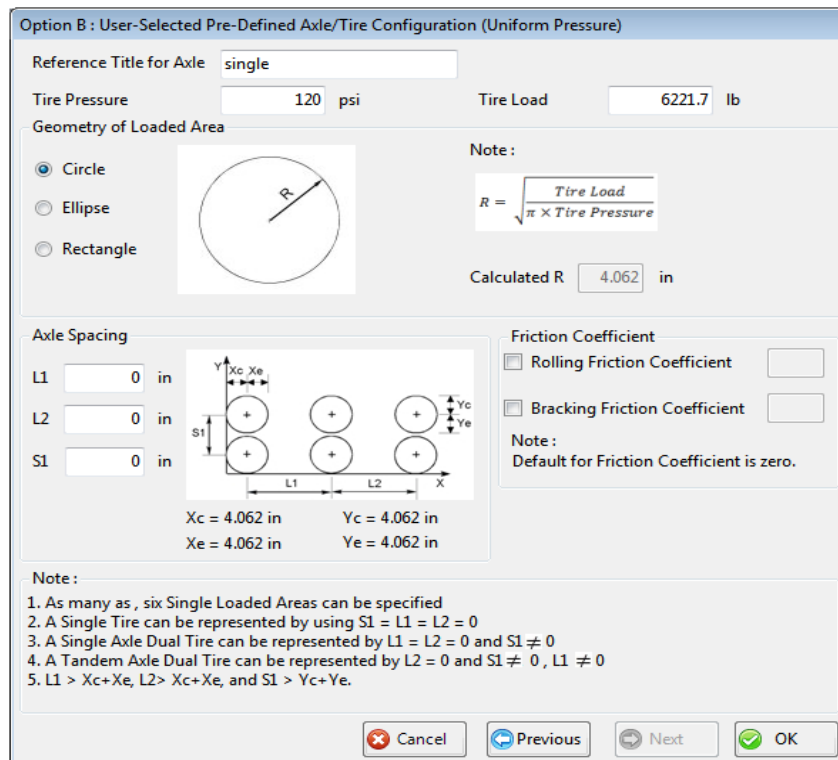 Option B : User-Selected Pre-Defined Axle/Tire Configuration (Uniform Pressure)
Reference Title for Axle single
Tire Pressure 120 psi Tire Load 6221.7 lb
Geometry of Loaded Area
Circle
Ellipse
Rectangle
R
Note :
R = √(Tire Load / π × Tire Pressure)
Calculated R 4.062 in
Axle Spacing
L1 0 in
L2 0 in
S1 0 in
Y Xc Xe
Yc
Ye
S1
L1 L2 X
Xc = 4.062 in Yc = 4.062 in
Xe = 4.062 in Ye = 4.062 in
Friction Coefficient
Rolling Friction Coefficient
Bracking Friction Coefficient
Note :
Default for Friction Coefficient is zero.
Note :
1. As many as , six Single Loaded Areas can be specified
2. A Single Tire can be represented by using S1 = L1 = L2 = 0
3. A Single Axle Dual Tire can be represented by L1 = L2 = 0 and S1 ≠ 0
4. A Tandem Axle Dual Tire can be represented by L2 = 0 and S1 ≠ 0 , L1 ≠ 0
5. L1 > Xc+Xe, L2> Xc+Xe, and S1 > Yc+Ye.
Cancel Previous Next OK